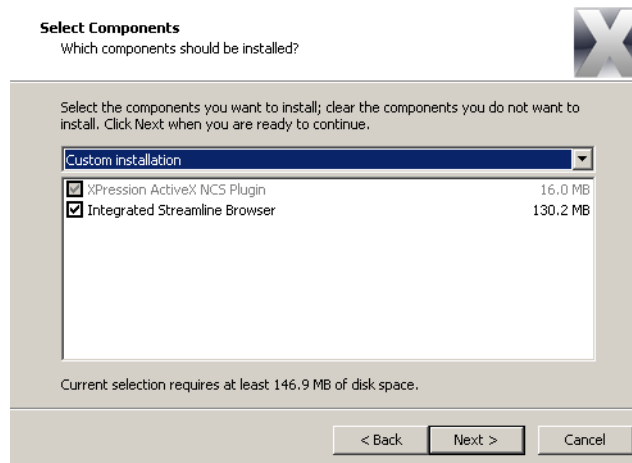 Select Components
Which components should be installed?
Select the components you want to install; clear the components you do not want to
install. Click Next when you are ready to continue.
Custom installation
XPression ActiveX NCS Plugin 16.0 MB
Integrated Streamline Browser 130.2 MB
Current selection requires at least 146.9 MB of disk space.
< Back Next > Cancel